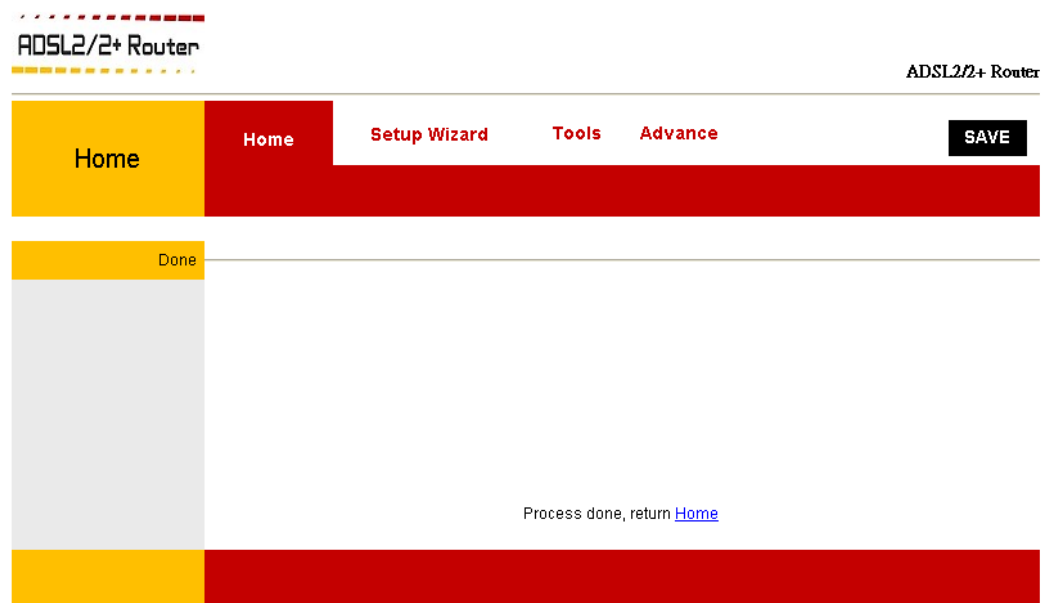 ADSL2/2+ Router
ADSL2/2+ Router
Home
Home
Setup Wizard
Tools
Advance
SAVE
Done
Process done, return Home